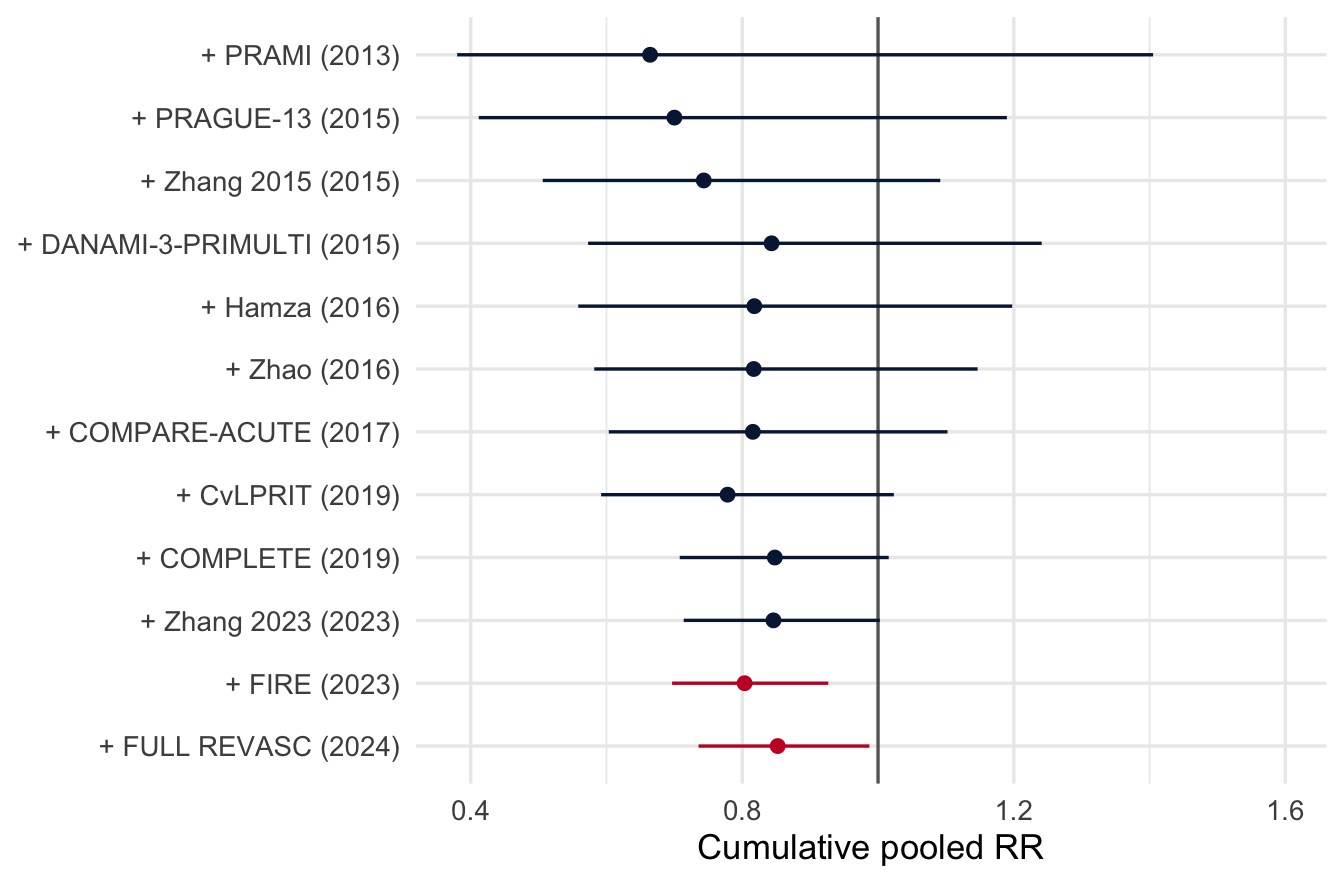 + PRAMI (2013)
+ PRAGUE-13 (2015)
+ Zhang 2015 (2015)
+ DANAMI-3-PRIMULTI (2015)
+ Hamza (2016)
+ Zhao (2016)
+ COMPARE-ACUTE (2017)
+ CvLPRIT (2019)
+ COMPLETE (2019)
+ Zhang 2023 (2023)
+ FIRE (2023)
+ FULL REVASC (2024)
0.4 0.8 1.2 1.6
Cumulative pooled RR